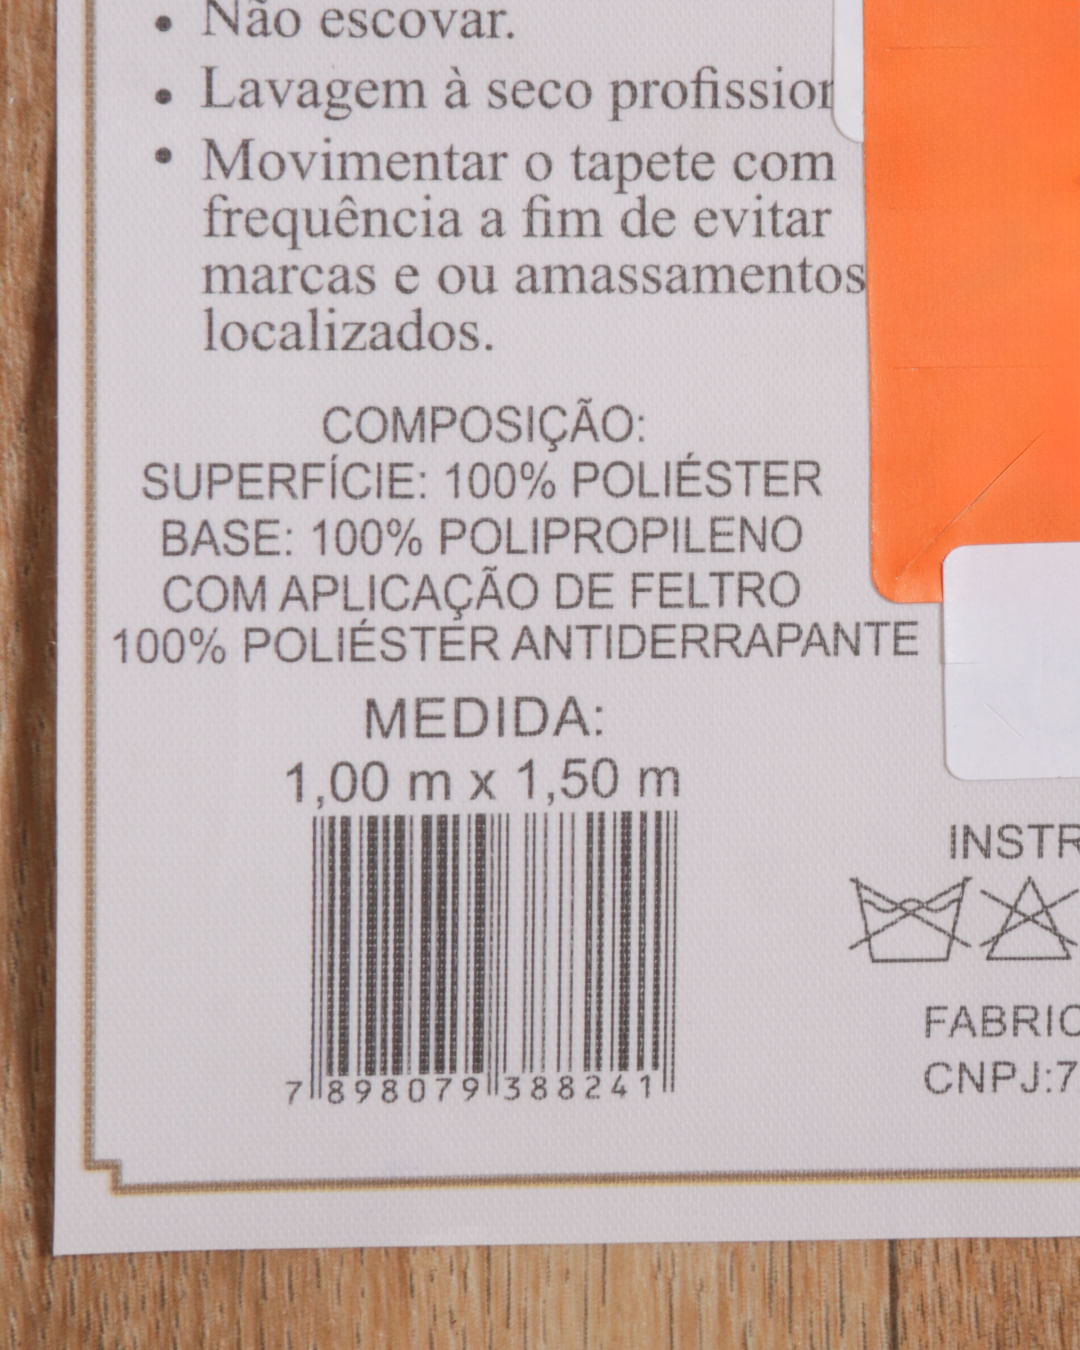 • Não escovar.
• Lavagem à seco
• Movimentar o tapete com
frequência a fim de evitar
marcas e ou amassamentos
localizados.
COMPOSIÇÃO:
SUPERFÍCIE: 100% POLIÉSTER
BASE: 100% POLIPROPILENO
COM APLICAÇÃO DE FELTRO
100% POLIÉSTER ANTIDERRAPANTE
MEDIDA:
1,00 m x 1,50 m
7 898079 388241
INSTR
FABRIC
CNPJ:7